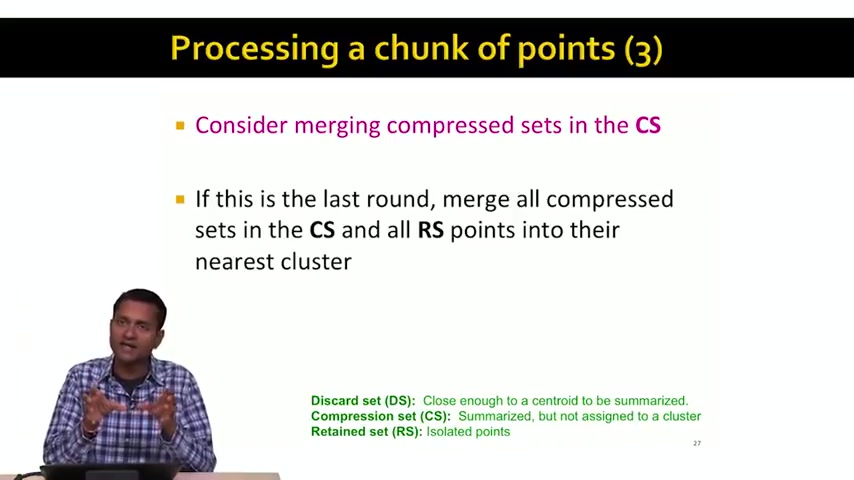 Processing a chunk of points (3)
Consider merging compressed sets in the CS
If this is the last round, merge all compressed
sets in the CS and all RS points into their
nearest cluster
Discard set (DS): Close enough to a centroid to be summarized.
Compression set (CS): Summarized, but not assigned to a cluster
Retained set (RS): Isolated points
27